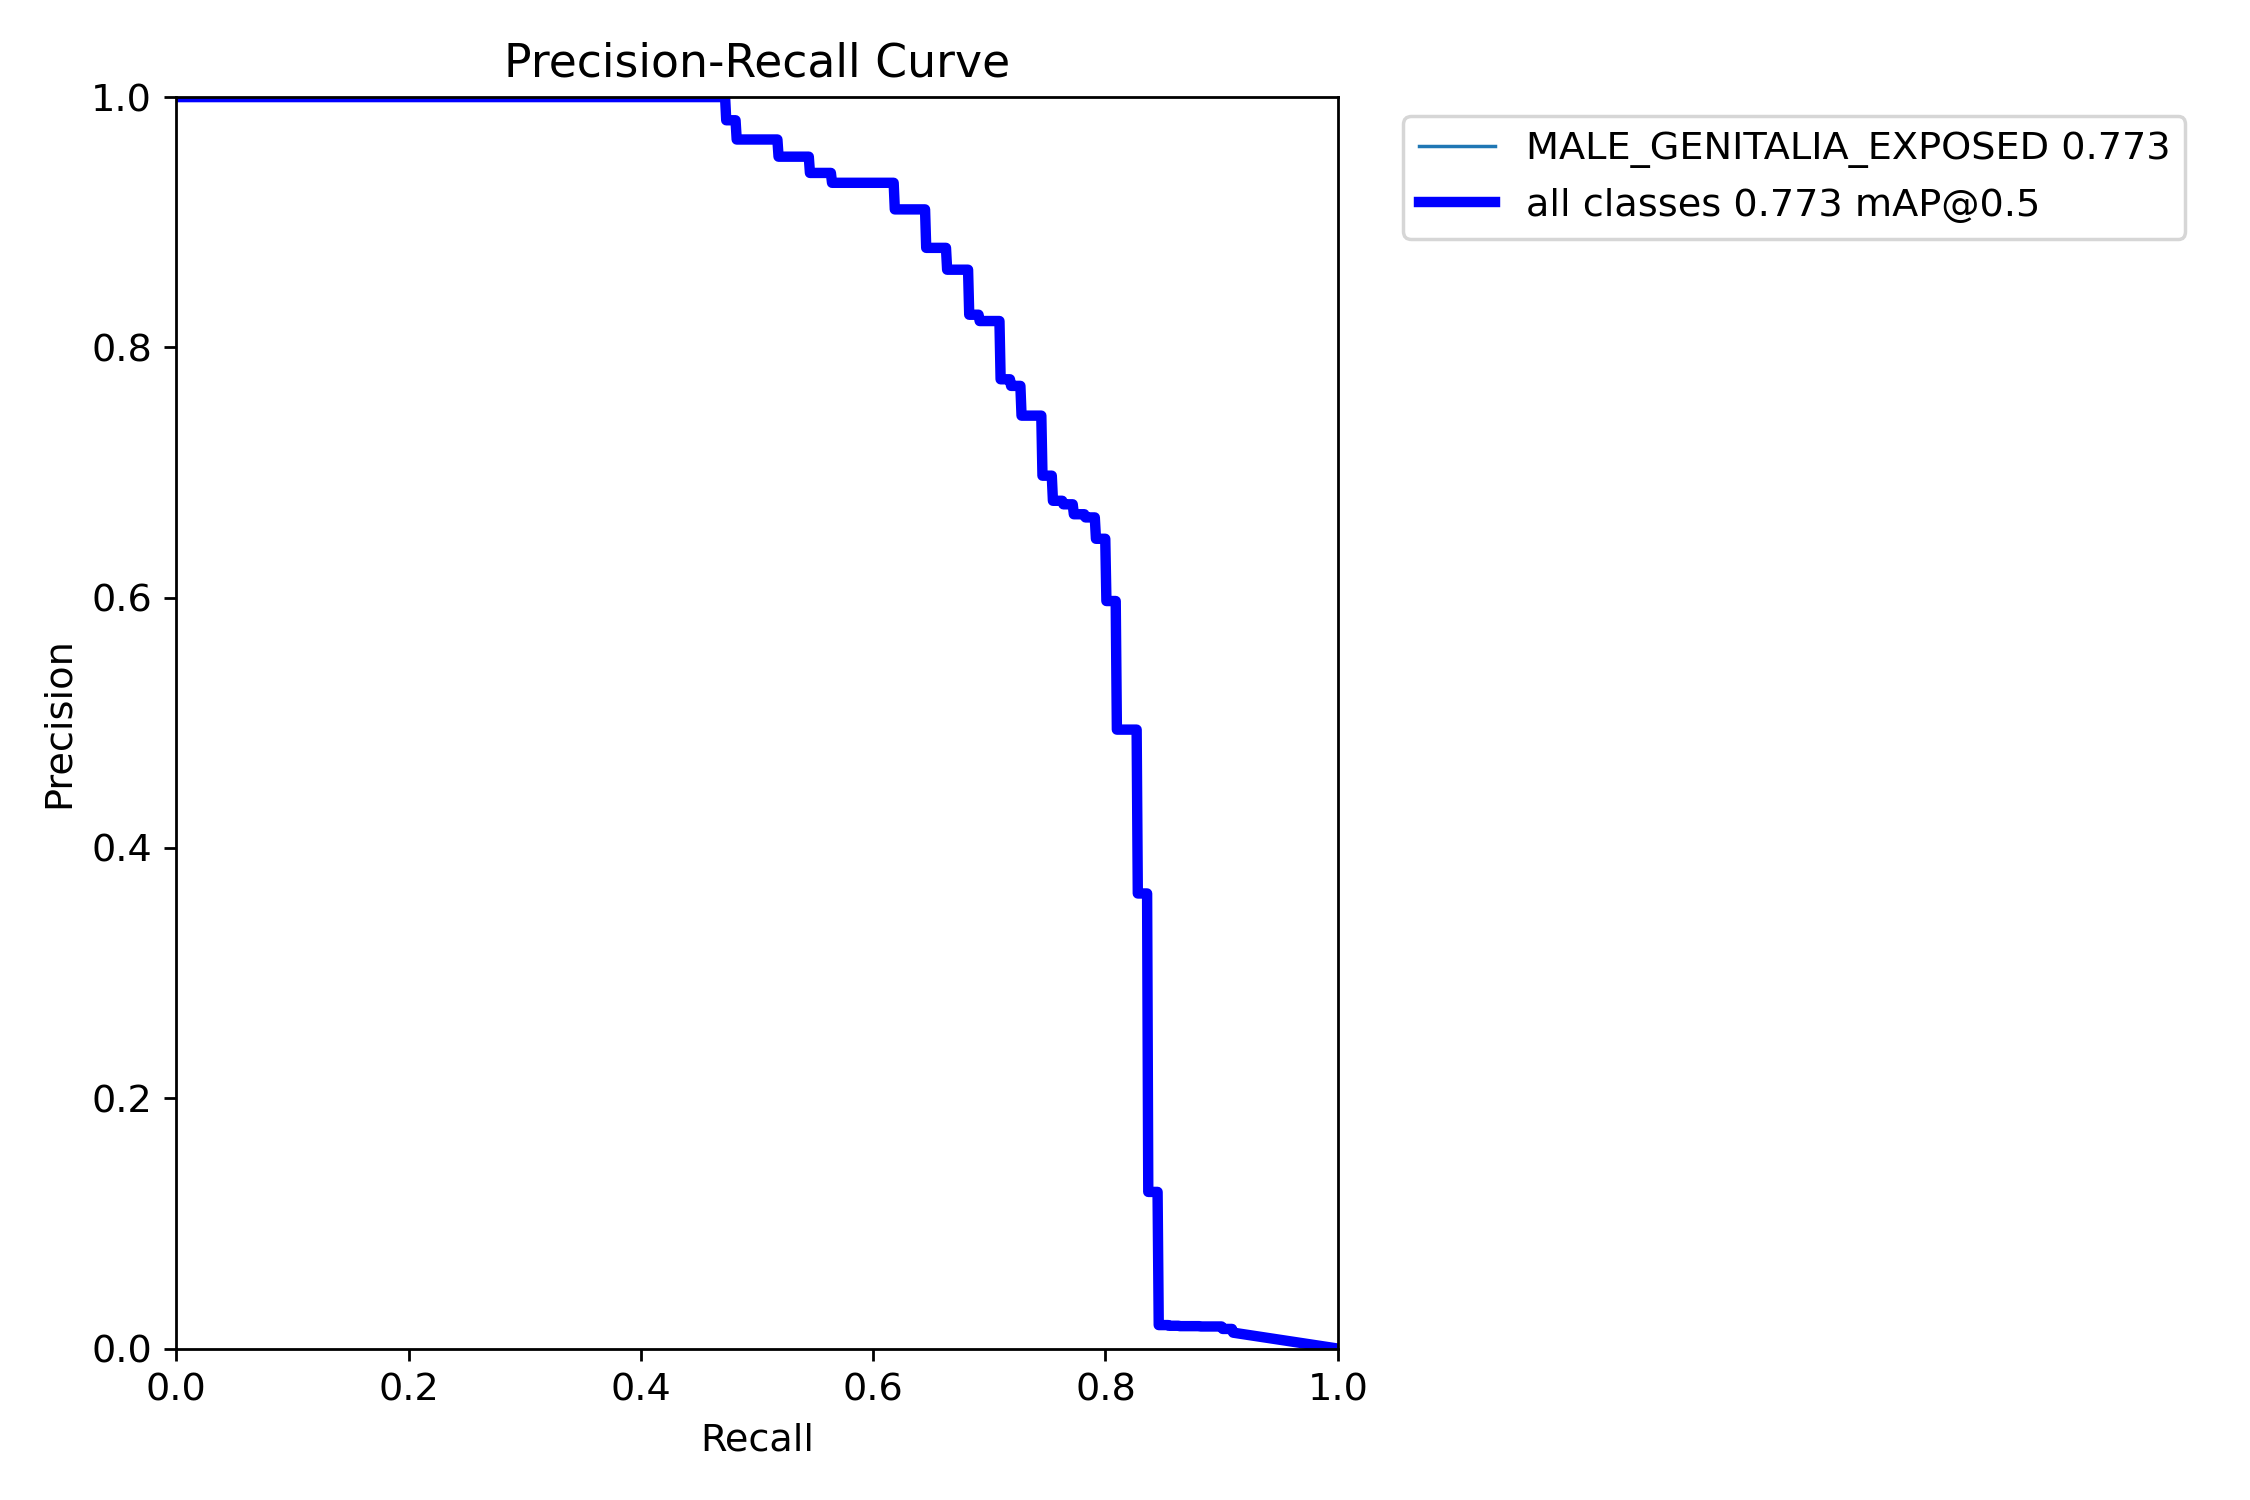 Precision-Recall Curve
1.0
0.8
0.6
0.4
0.2
0.0
Precision
0.0 0.2 0.4 0.6 0.8 1.0
Recall
MALE_GENITALIA_EXPOSED 0.773
all classes 0.773 mAP@0.5